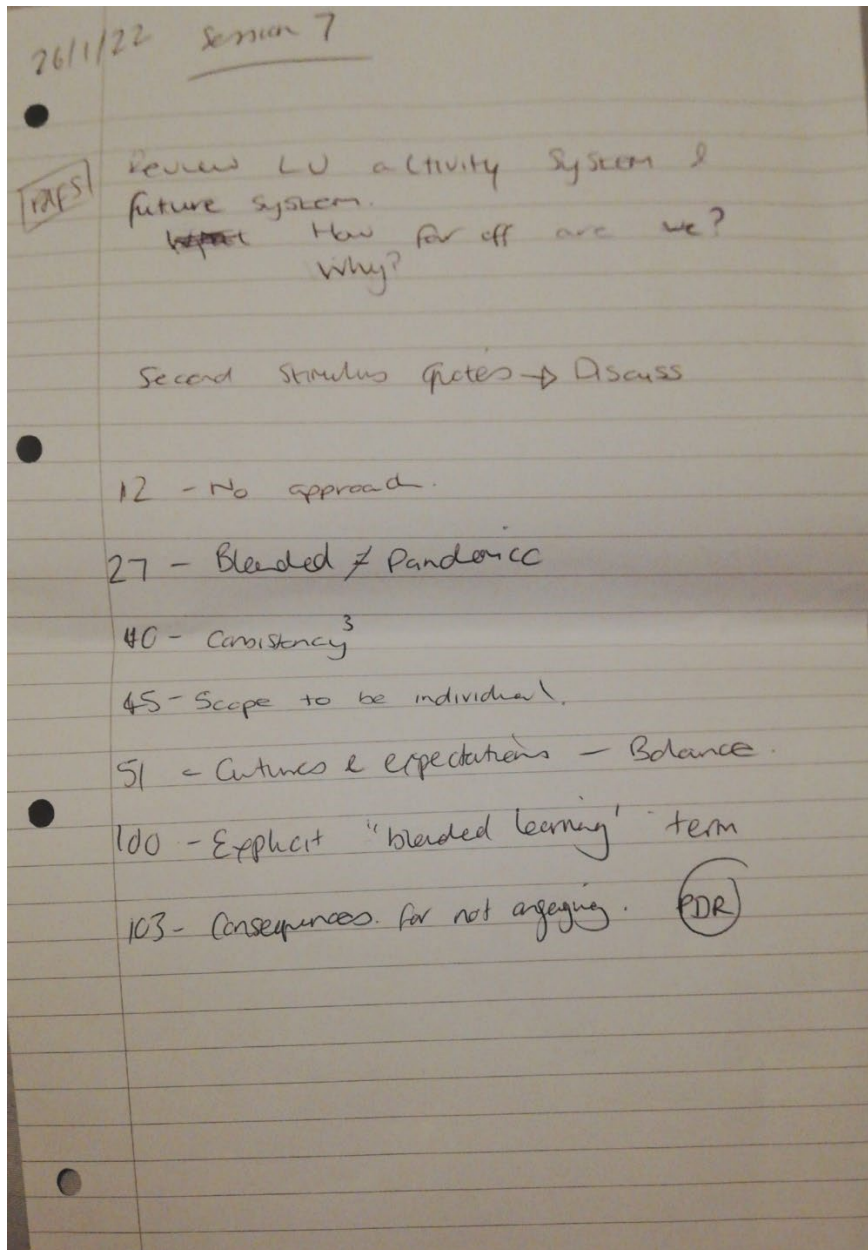 26/1/22 Session 7
Review LU activity System &
future system.
How far off are we?
Why?
Second Stimulus Quotes → Discuss
12 - No approach.
27 - Blended ≠ Pandemic
40 - Consistency³
45 - Scope to be individual.
51 - & expectations - Balance.
100 - Explicit "blended learning' term
103 - Consequences. for not engaging. PDR